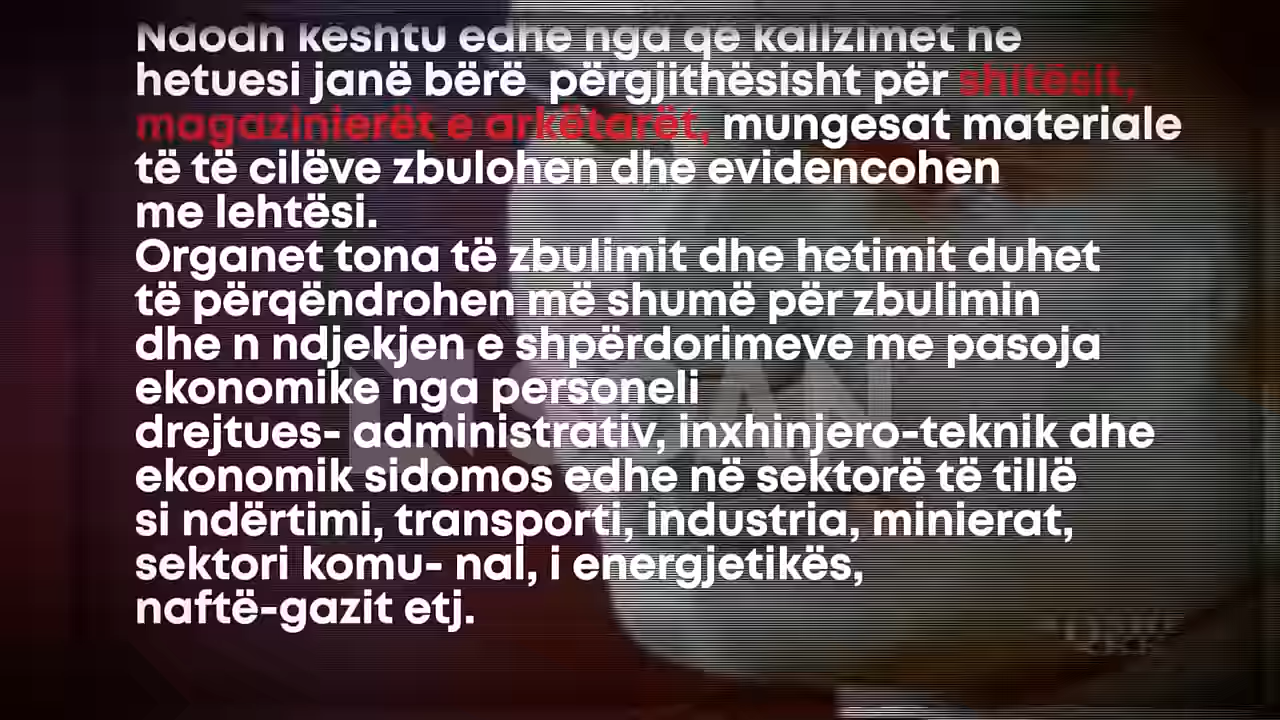 Ndodh kështu edhe nga që kallzimet në
hetuesi janë bërë përgjithësisht për shitësit,
magazinierët e arkëtarët, mungesat materiale
të të cilëve zbulohen dhe evidencohen
me lehtësi.
Organet tona të zbulimit dhe hetimit duhet
të përqëndrohen më shumë për zbulimin
dhe n ndjekjen e shpërdorimeve me pasoja
ekonomike nga personeli
drejtues- administrativ, inxhinjero-teknik dhe
ekonomik sidomos edhe në sektorë të tillë
si ndërtimi, transporti, industria, minierat,
sektori komu- nal, i energjetikës,
naftë-gazit etj.
SCAN